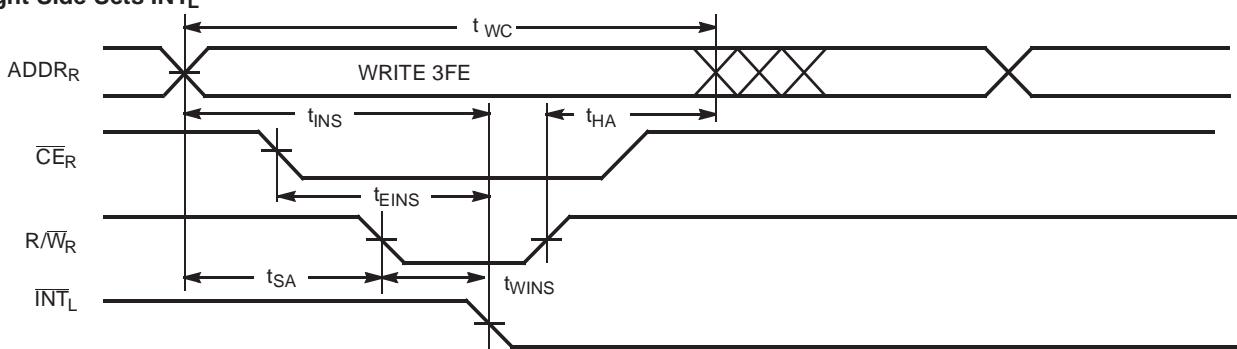 Right Side Sets INTL
t WC
ADDRR
WRITE 3FE
tINS
tHA
CER
tEINS
R/WR
tSA
tWINS
INTL